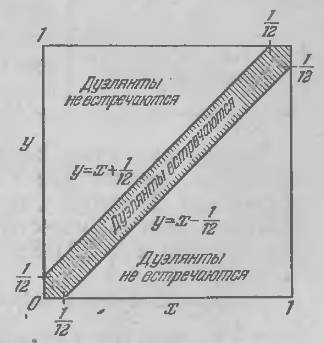 1
1/12
Дуэлянты
не встречаются
1/12
y
y=x+1/12
Дуэлянты встречаются
y=x-1/12
Дуэлянты
не встречаются
1/12
0
1/12
x
1